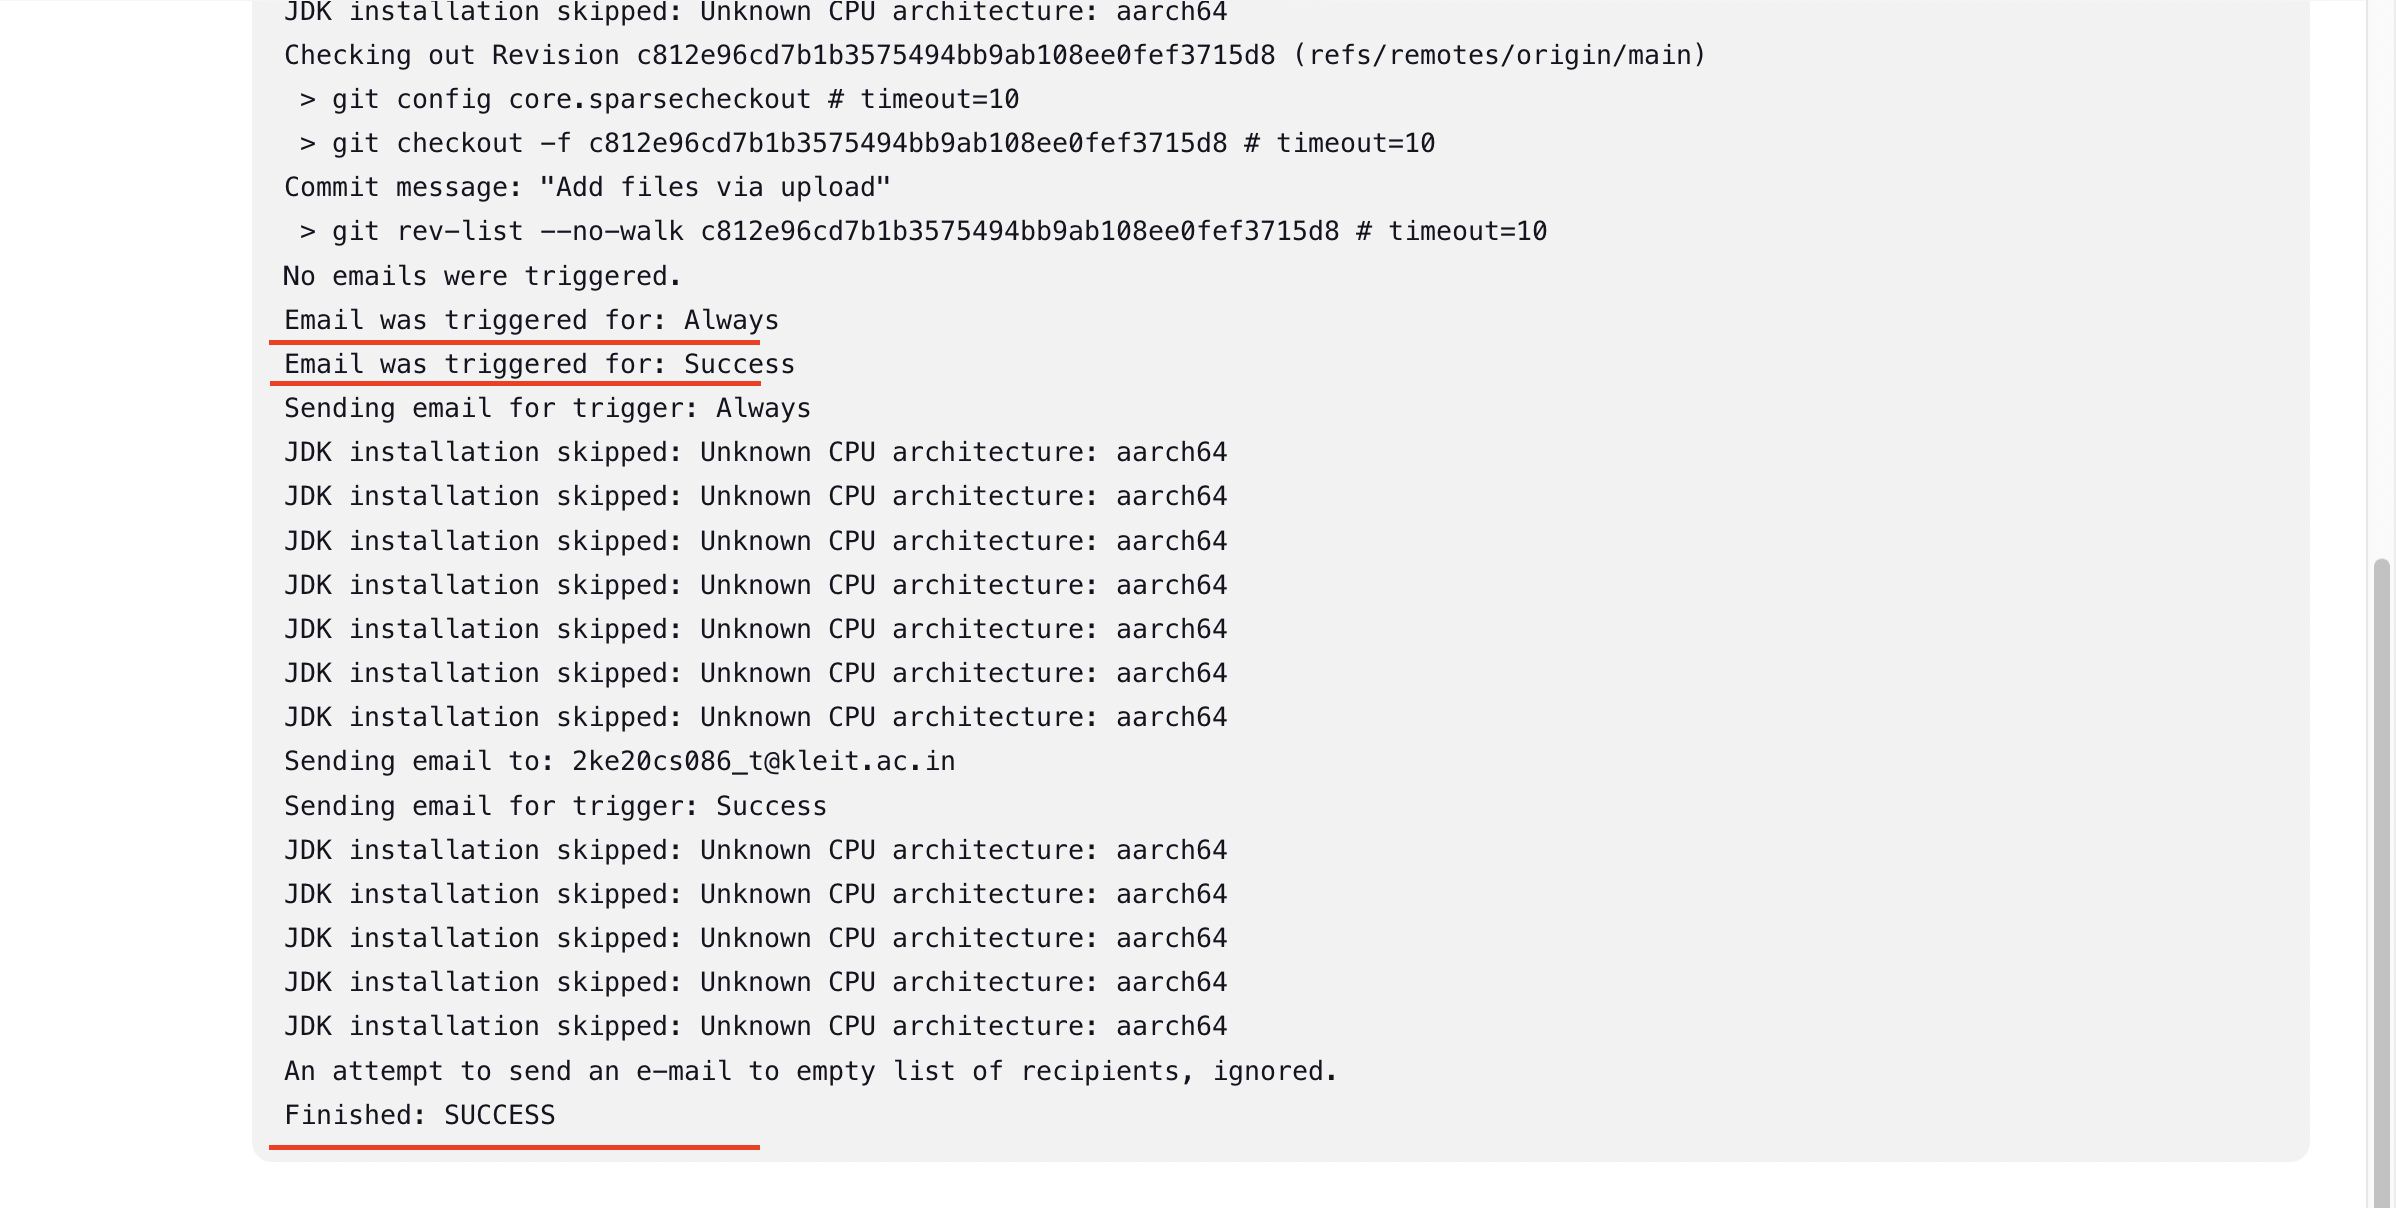 JDK installation skipped: Unknown CPU architecture: aarch64
Checking out Revision c812e96cd7b1b3575494bb9ab108ee0fef3715d8 (refs/remotes/origin/main)
 > git config core.sparsecheckout # timeout=10
 > git checkout -f c812e96cd7b1b3575494bb9ab108ee0fef3715d8 # timeout=10
Commit message: "Add files via upload"
 > git rev-list --no-walk c812e96cd7b1b3575494bb9ab108ee0fef3715d8 # timeout=10
No emails were triggered.
Email was triggered for: Always
Email was triggered for: Success
Sending email for trigger: Always
JDK installation skipped: Unknown CPU architecture: aarch64
JDK installation skipped: Unknown CPU architecture: aarch64
JDK installation skipped: Unknown CPU architecture: aarch64
JDK installation skipped: Unknown CPU architecture: aarch64
JDK installation skipped: Unknown CPU architecture: aarch64
JDK installation skipped: Unknown CPU architecture: aarch64
JDK installation skipped: Unknown CPU architecture: aarch64
Sending email to: 2ke20cs086_t@kleit.ac.in
Sending email for trigger: Success
JDK installation skipped: Unknown CPU architecture: aarch64
JDK installation skipped: Unknown CPU architecture: aarch64
JDK installation skipped: Unknown CPU architecture: aarch64
JDK installation skipped: Unknown CPU architecture: aarch64
JDK installation skipped: Unknown CPU architecture: aarch64
An attempt to send an e-mail to empty list of recipients, ignored.
Finished: SUCCESS